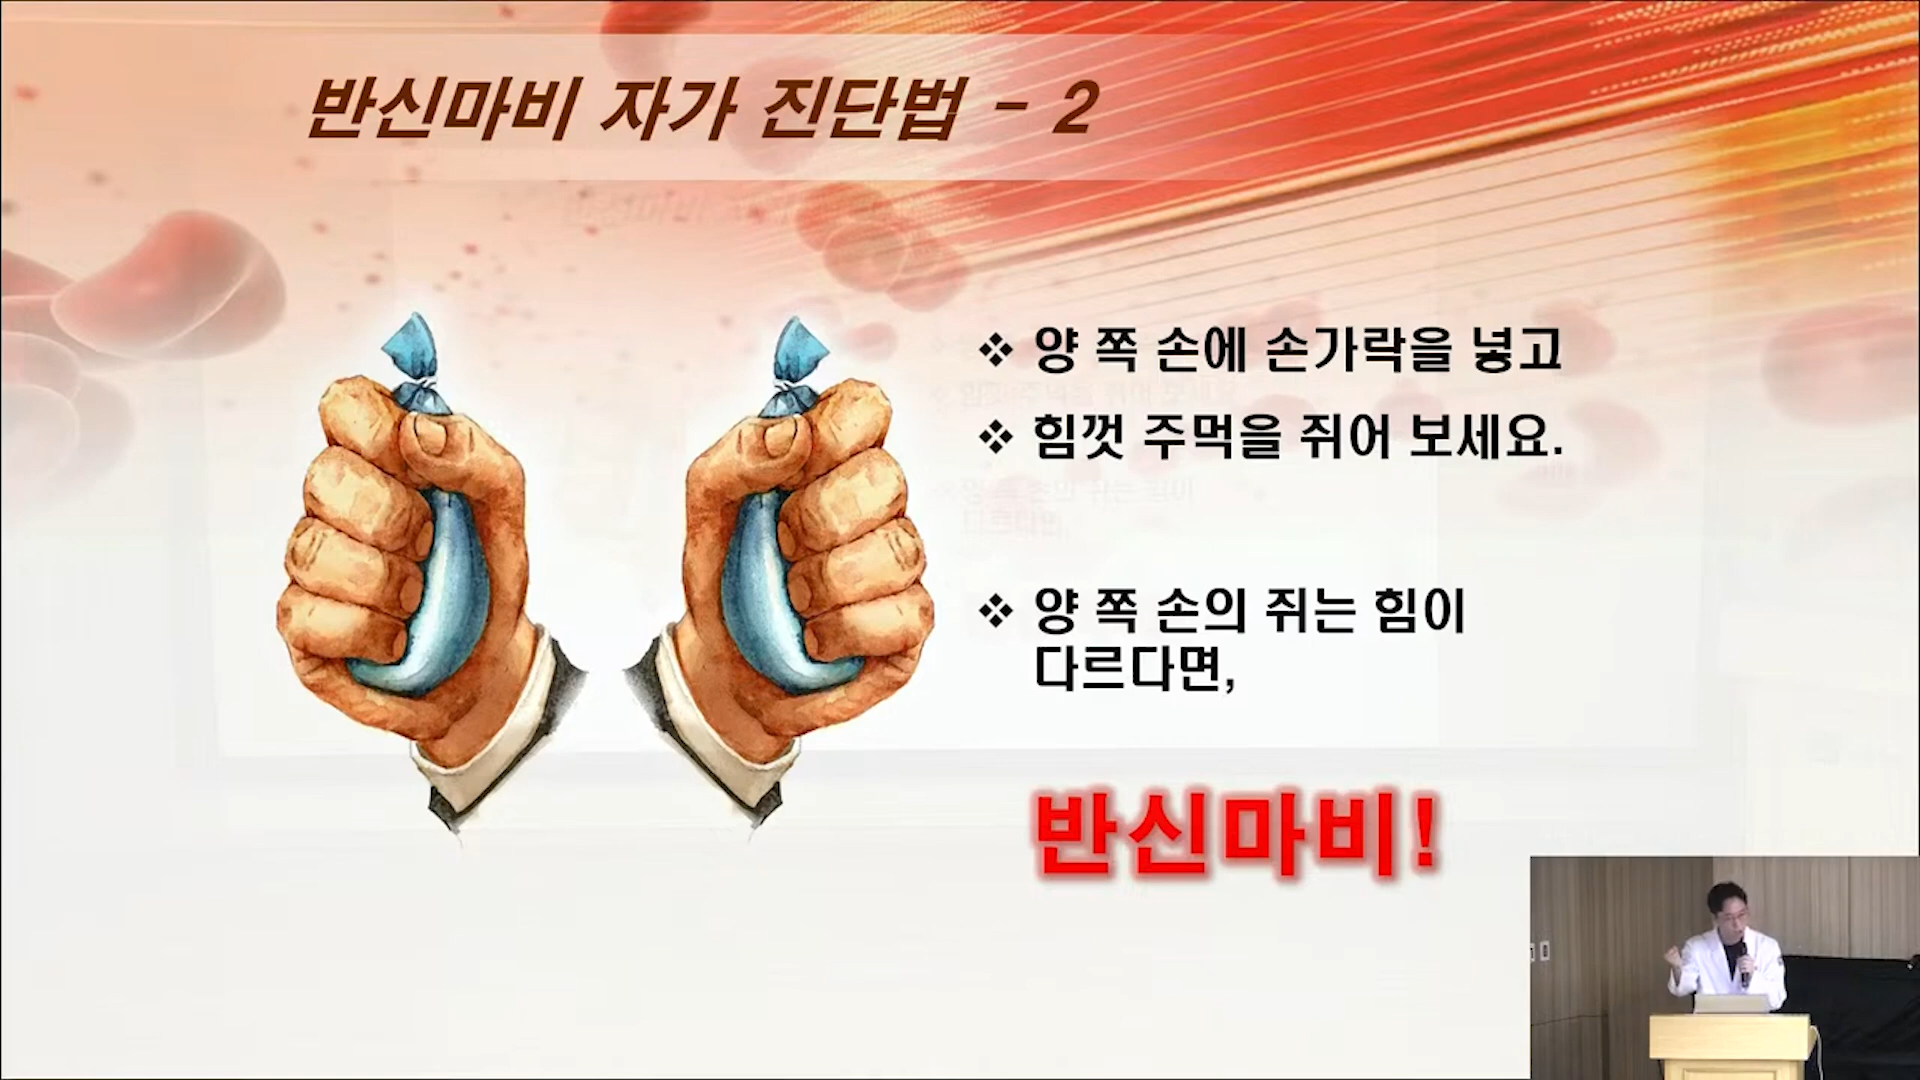 반신마비 자가 진단법 - 2
❖ 양 쪽 손에 손가락을 넣고
❖ 힘껏 주먹을 쥐어 보세요.
❖ 양 쪽 손의 쥐는 힘이
다르다면,
반신마비!